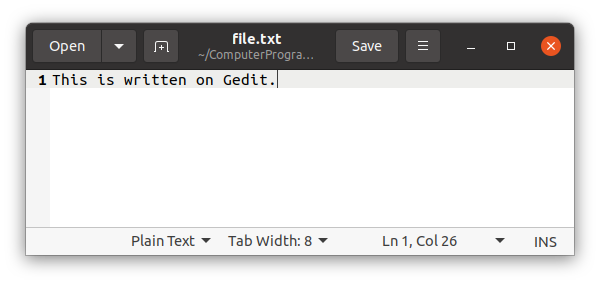 Open
file.txt
~/ComputerProgra...
Save
1 This is written on Gedit.
Plain Text Tab Width: 8 Ln 1, Col 26 INS